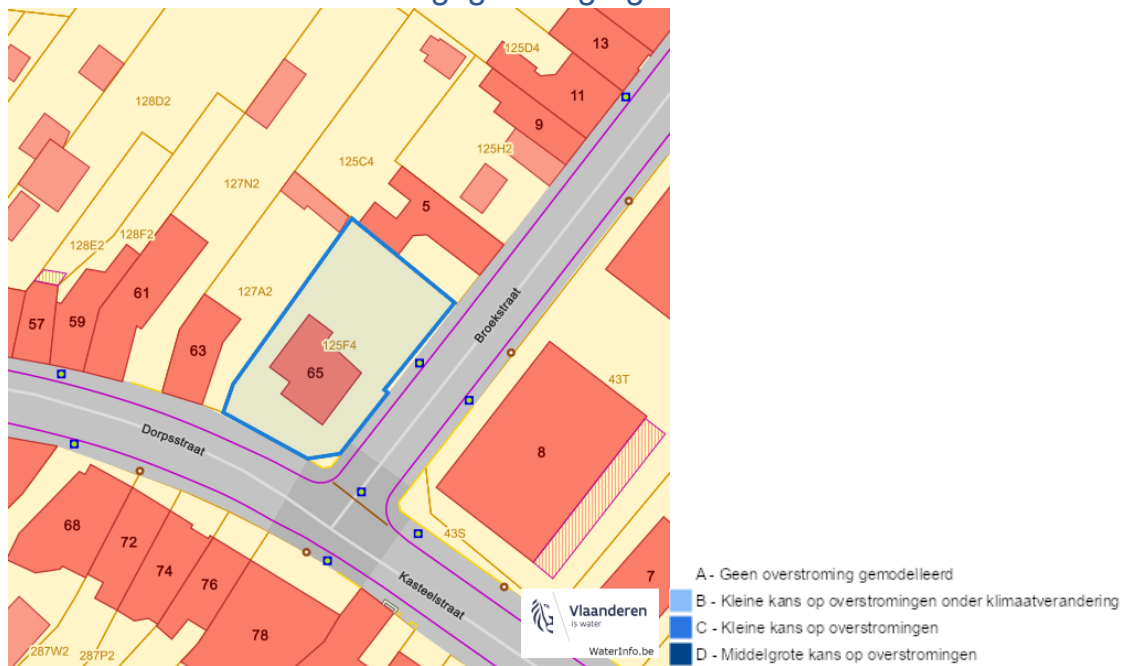 13
125D4
11
128D2
9
125H2
125C4
127N2
5
128F2
128E2
61
127A2
Broekstraat
57
59
63
125F4
65
43T
Dorpsstraat
8
68
72
43S
74
76
7
Kasteelstraat
78
287W2
287P2
Vlaanderen
is water
WaterInfo.be
A - Geen overstroming gemodelleerd
B - Kleine kans op overstromingen onder klimaatverandering
C - Kleine kans op overstromingen
D - Middelgrote kans op overstromingen